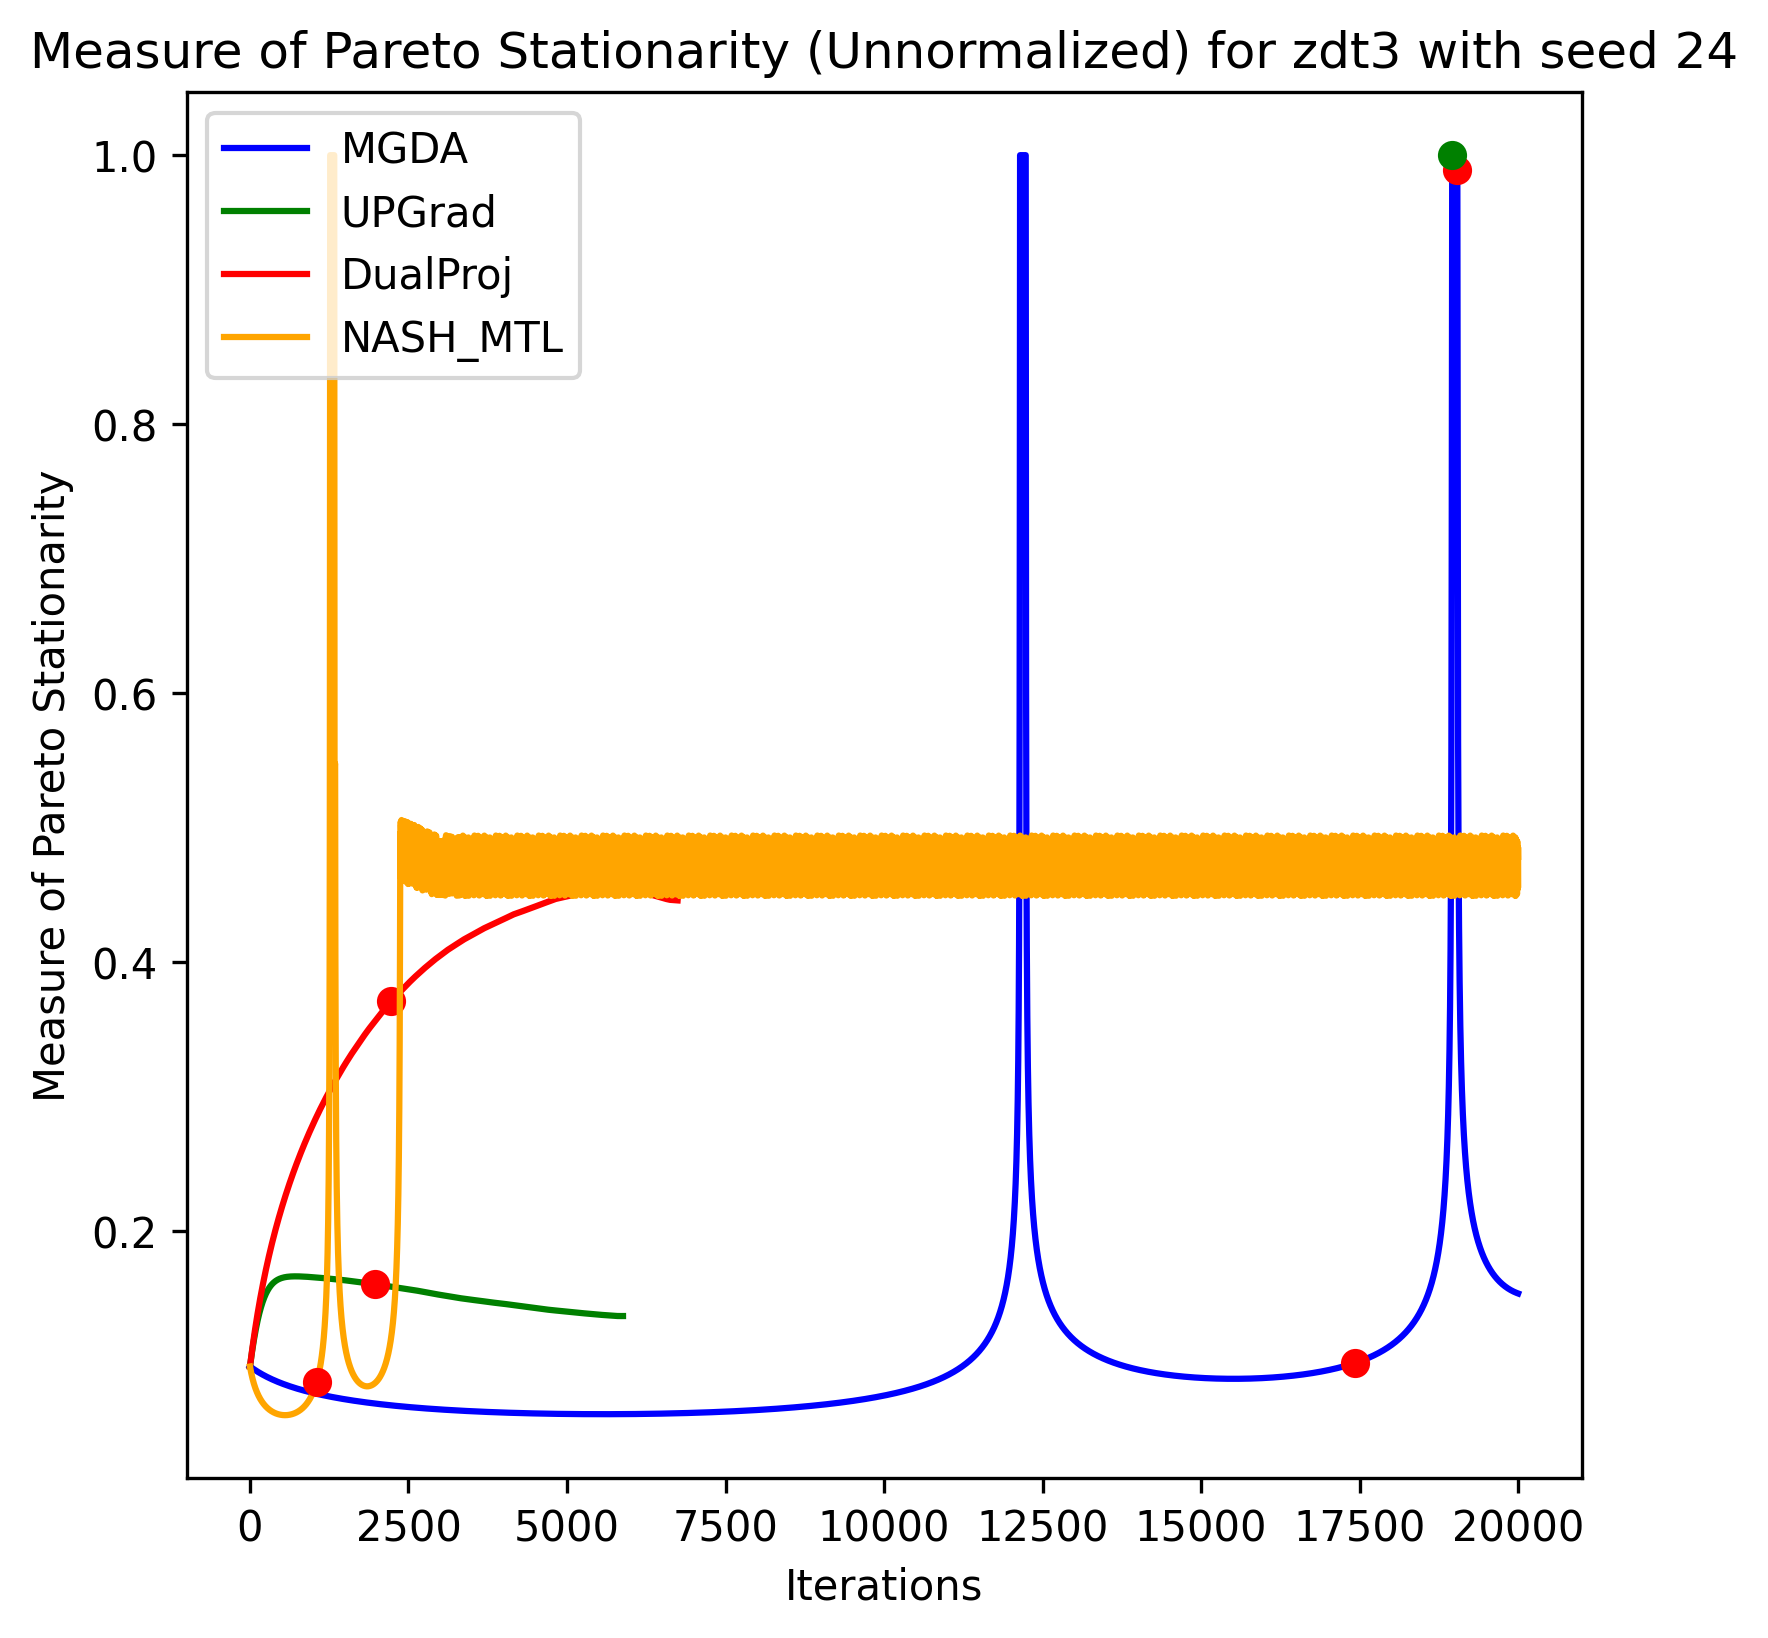 Measure of Pareto Stationarity (Unnormalized) for zdt3 with seed 24
MGDA
UPGrad
DualProj
NASH_MTL
1.0
0.8
0.6
0.4
0.2
Measure of Pareto Stationarity
0 2500 5000 7500 10000 12500 15000 17500 20000
Iterations